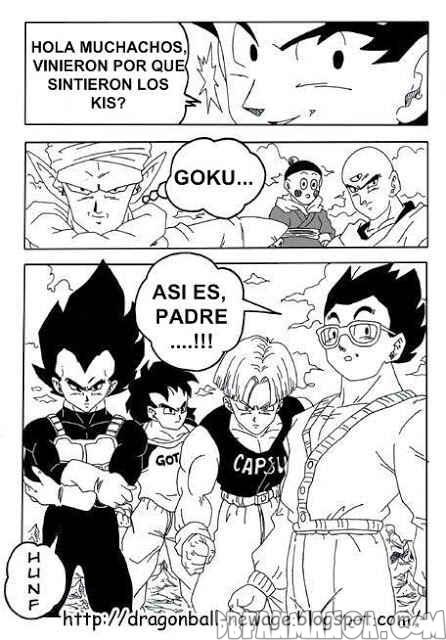 HOLA MUCHACHOS,
VINIERON POR QUE
SINTIERON LOS
KIS?
GOKU...
ASI ES,
PADRE
....!!!
GOT
CAPSU
HUNF
http://dragonball-newage.blogspot.com/